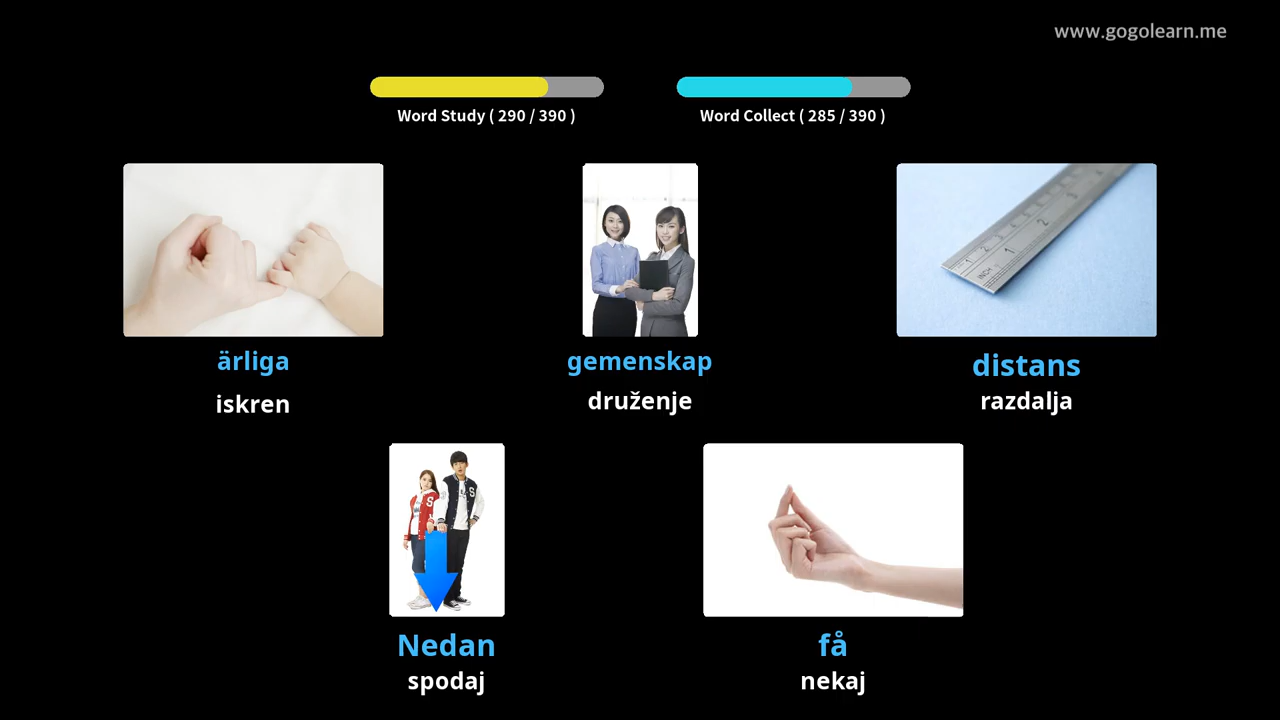 www.gogolearn.me
Word Study ( 290 / 390 )
Word Collect ( 285 / 390 )
ärliga
iskren
gemenskap
druženje
distans
razdalja
Nedan
spodaj
få
nekaj